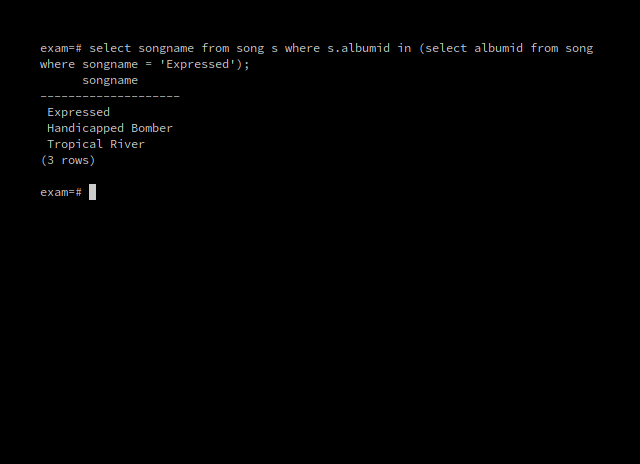 exam=# select songname from song s where s.albumid in (select albumid from song
where songname = 'Expressed');
songname
--------------------
Expressed
Handicapped Bomber
Tropical River
(3 rows)
exam=#